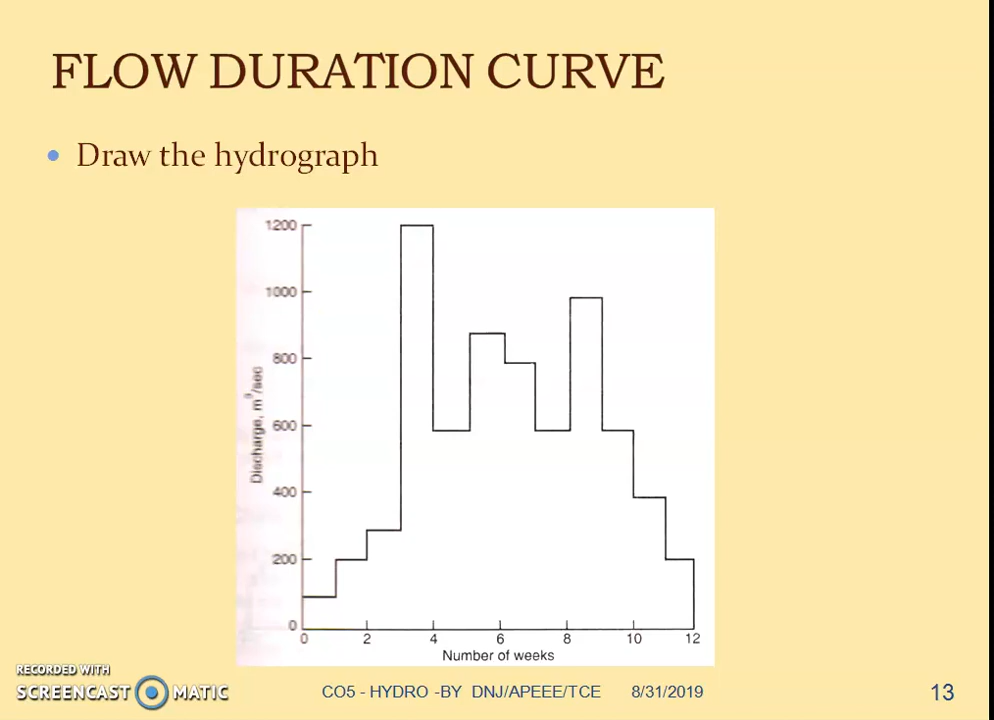 FLOW DURATION CURVE
• Draw the hydrograph
1200
1000
800
600
400
200
0
Discharge, m³/sec
0 2 4 6 8 10 12
Number of weeks
RECORDED WITH
SCREENCAST MATIC
CO5 - HYDRO -BY DNJ/APEEE/TCE 8/31/2019 13